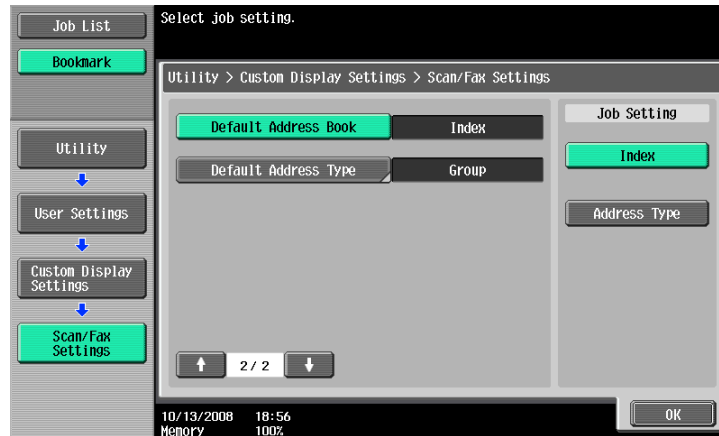 Job List
Select job setting.
Bookmark
Utility > Custom Display Settings > Scan/Fax Settings
Default Address Book
Index
Job Setting
Index
Utility
Default Address Type
Group
User Settings
Address Type
Custom Display
Settings
Scan/Fax
Settings
2/ 2
10/13/2008 18:56
Memory 100%
OK